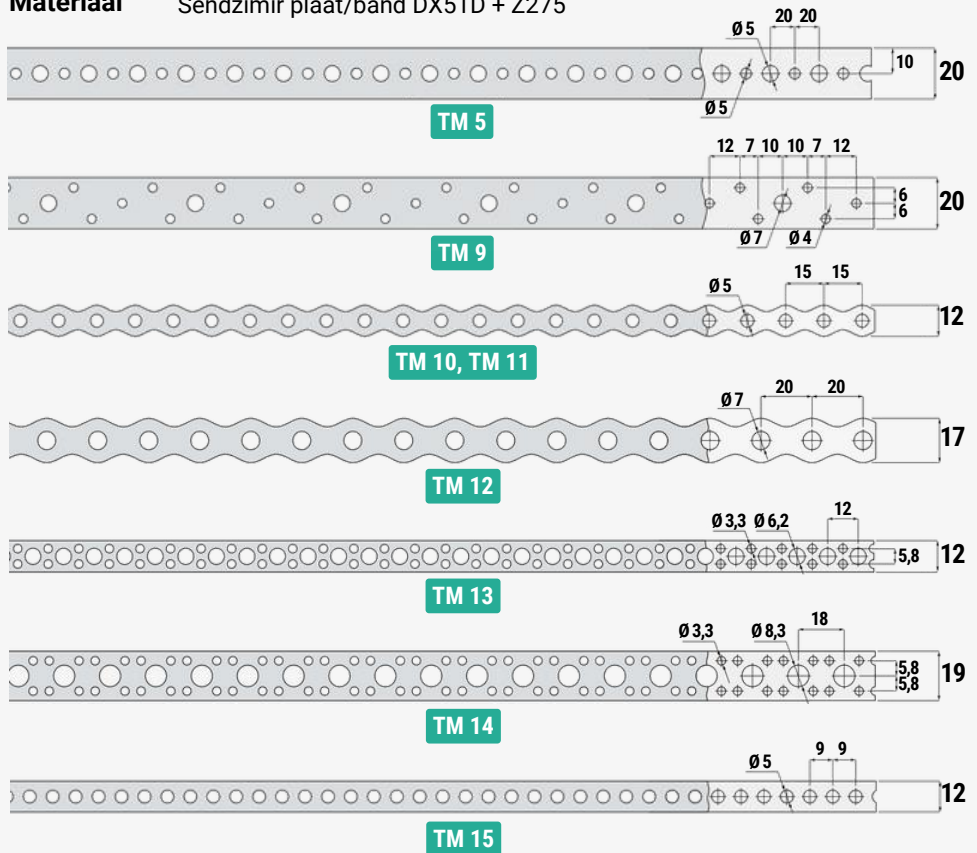 Materiaal Sendzimir plaat/band DX51D + Z275
20 20
Ø 5
10
20
Ø 5
TM 5
12 7 10 10 7 12
6
6
20
Ø 7 Ø 4
TM 9
15 15
Ø 5
12
TM 10, TM 11
20 20
Ø 7
17
TM 12
12
Ø 3,3 Ø 6,2
5,8
12
TM 13
18
Ø 3,3 Ø 8,3
5,8
5,8
19
TM 14
9 9
Ø 5
12
TM 15